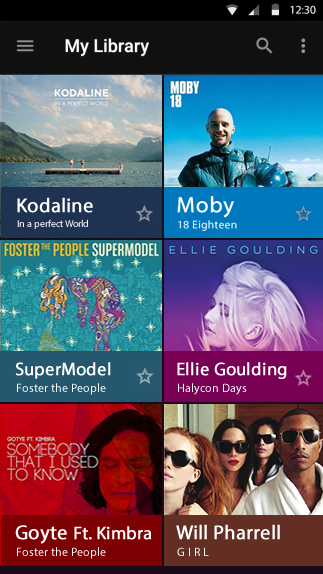 12:30
My Library
KODALINE
IN A PERFECT WORLD
Kodaline
In a perfect World
MOBY
18
Moby
18 Eighteen
FOSTER THE PEOPLE SUPERMODEL
SuperModel
Foster the People
ELLIE GOULDING
Ellie Goulding
Halycon Days
GOTYE FT. KIMBRA
SOMEBODY
THAT I USED
TO KNOW
Goyte Ft. Kimbra
Foster the People
Will Pharrell
G I R L